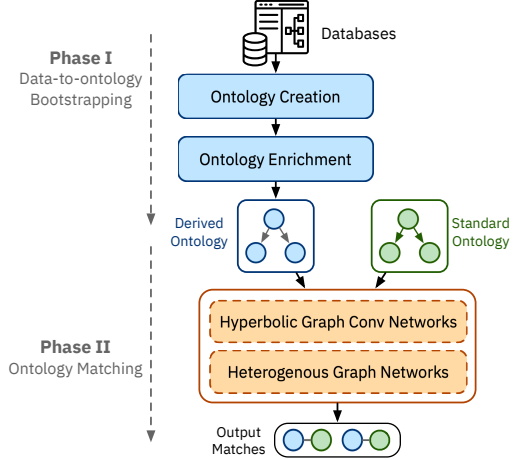 Databases
Phase I
Data-to-ontology
Bootstrapping
Ontology Creation
Ontology Enrichment
Derived
Ontology
Standard
Ontology
Hyperbolic Graph Conv Networks
Phase II
Ontology Matching
Heterogenous Graph Networks
Output
Matches